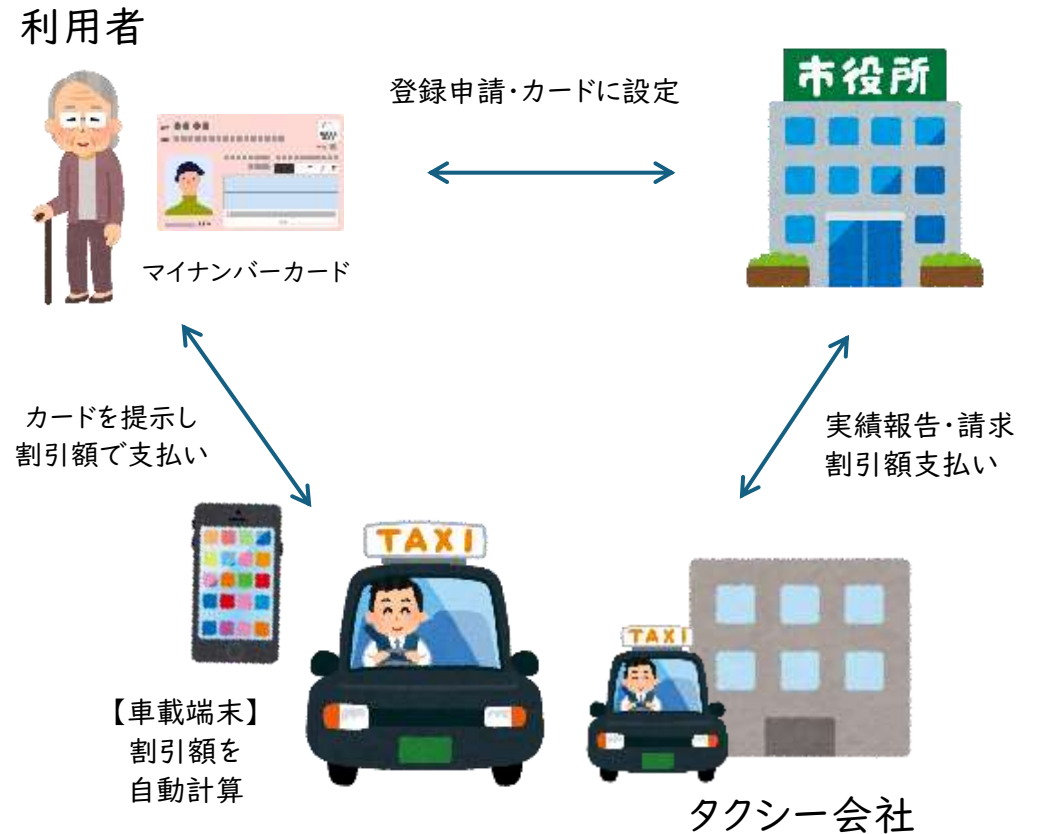 利用者
登録申請・カードに設定
市役所
マイナンバーカード
カードを提示し
割引額で支払い
実績報告・請求
割引額支払い
TAXI
TAXI
【車載端末】
割引額を
自動計算
タクシー会社